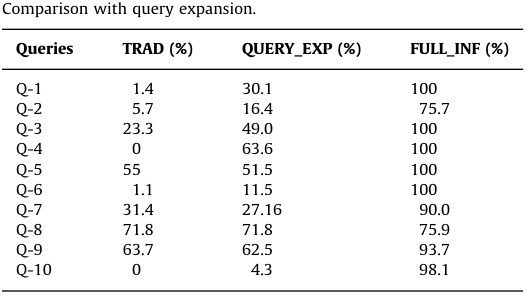 Comparison with query expansion.
Queries TRAD (%) QUERY_EXP (%) FULL_INF (%)
Q-1 1.4 30.1 100
Q-2 5.7 16.4 75.7
Q-3 23.3 49.0 100
Q-4 0 63.6 100
Q-5 55 51.5 100
Q-6 1.1 11.5 100
Q-7 31.4 27.16 90.0
Q-8 71.8 71.8 75.9
Q-9 63.7 62.5 93.7
Q-10 0 4.3 98.1